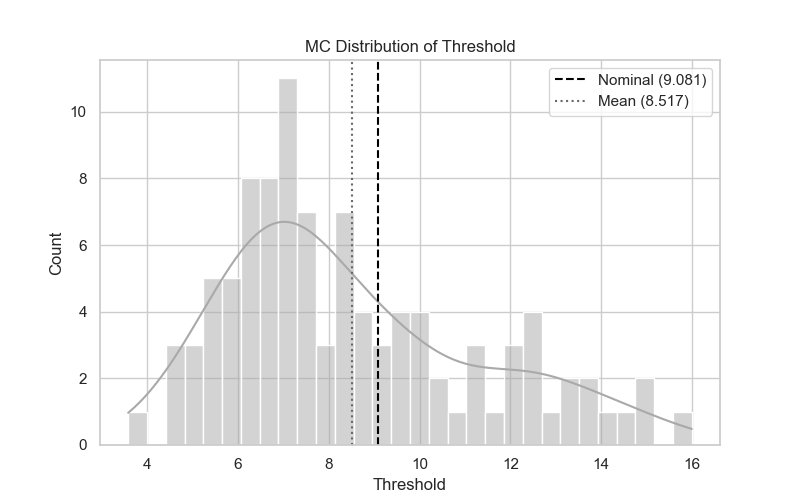 MC Distribution of Threshold
Nominal (9.081)
Mean (8.517)
Count
10
8
6
4
2
0
4 6 8 10 12 14 16
Threshold